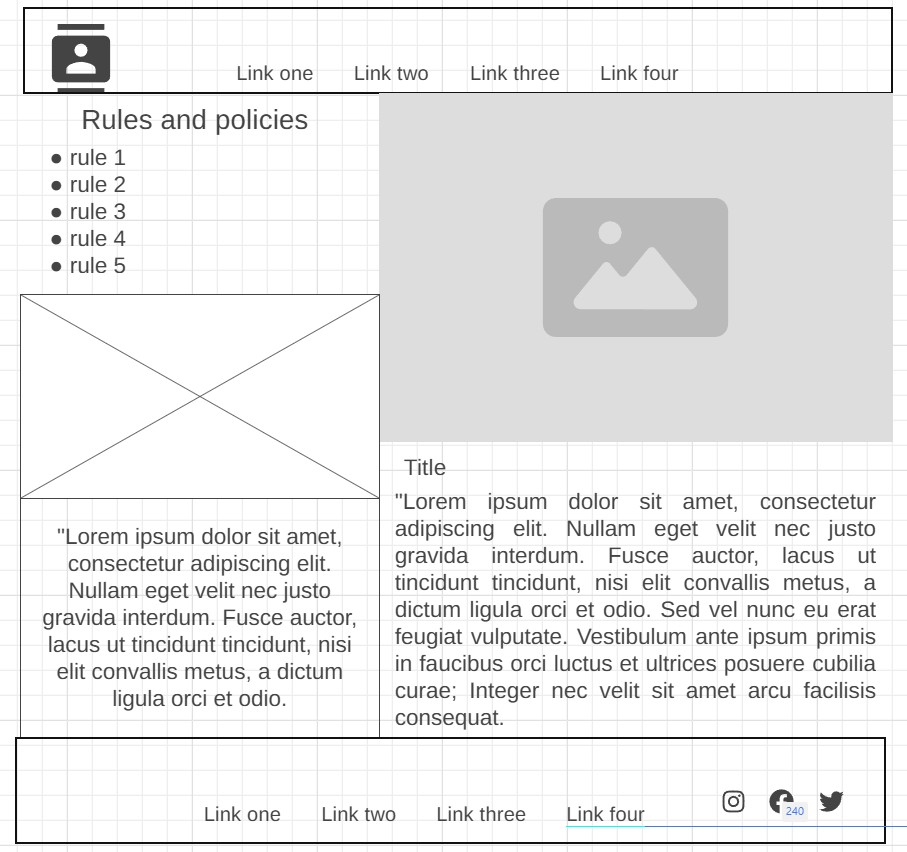 Link one Link two Link three Link four
Rules and policies
● rule 1
● rule 2
● rule 3
● rule 4
● rule 5
"Lorem ipsum dolor sit amet,
consectetur adipiscing elit.
Nullam eget velit nec justo
gravida interdum. Fusce auctor,
lacus ut tincidunt tincidunt, nisi
elit convallis metus, a dictum
ligula orci et odio.
Title
"Lorem ipsum dolor sit amet, consectetur
adipiscing elit. Nullam eget velit nec justo
gravida interdum. Fusce auctor, lacus ut
tincidunt tincidunt, nisi elit convallis metus, a
dictum ligula orci et odio. Sed vel nunc eu erat
feugiat vulputate. Vestibulum ante ipsum primis
in faucibus orci luctus et ultrices posuere cubilia
curae; Integer nec velit sit amet arcu facilisis
consequat.
Link one Link two Link three Link four
240